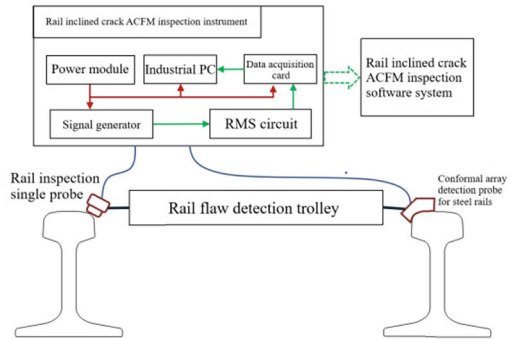 Rail inclined crack ACFM inspection instrument
Power module
Industrial PC
Data acquisition
card
Rail inclined crack
ACFM inspection
software system
Signal generator
RMS circuit
Rail inspection
single probe
Rail flaw detection trolley
Conformal array
detection probe
for steel rails